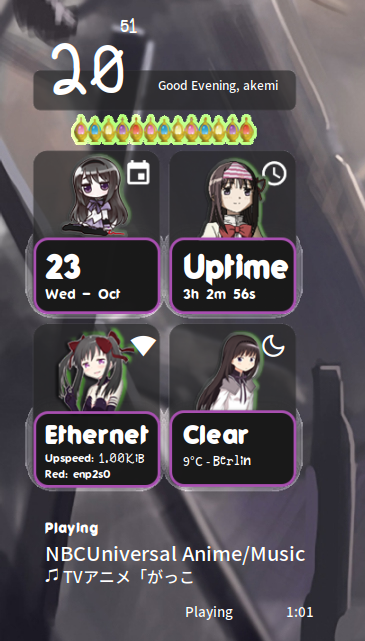 51
20
Good Evening, akemi
23
Wed - Oct
Uptime
3h 2m 56s
Ethernet
Upspeed: 1.00KiB
Red: enp2s0
Clear
9°C - Berlin
Playing
NBCUniversal Anime/Music
🎵TVアニメ「がっこ
Playing 1:01